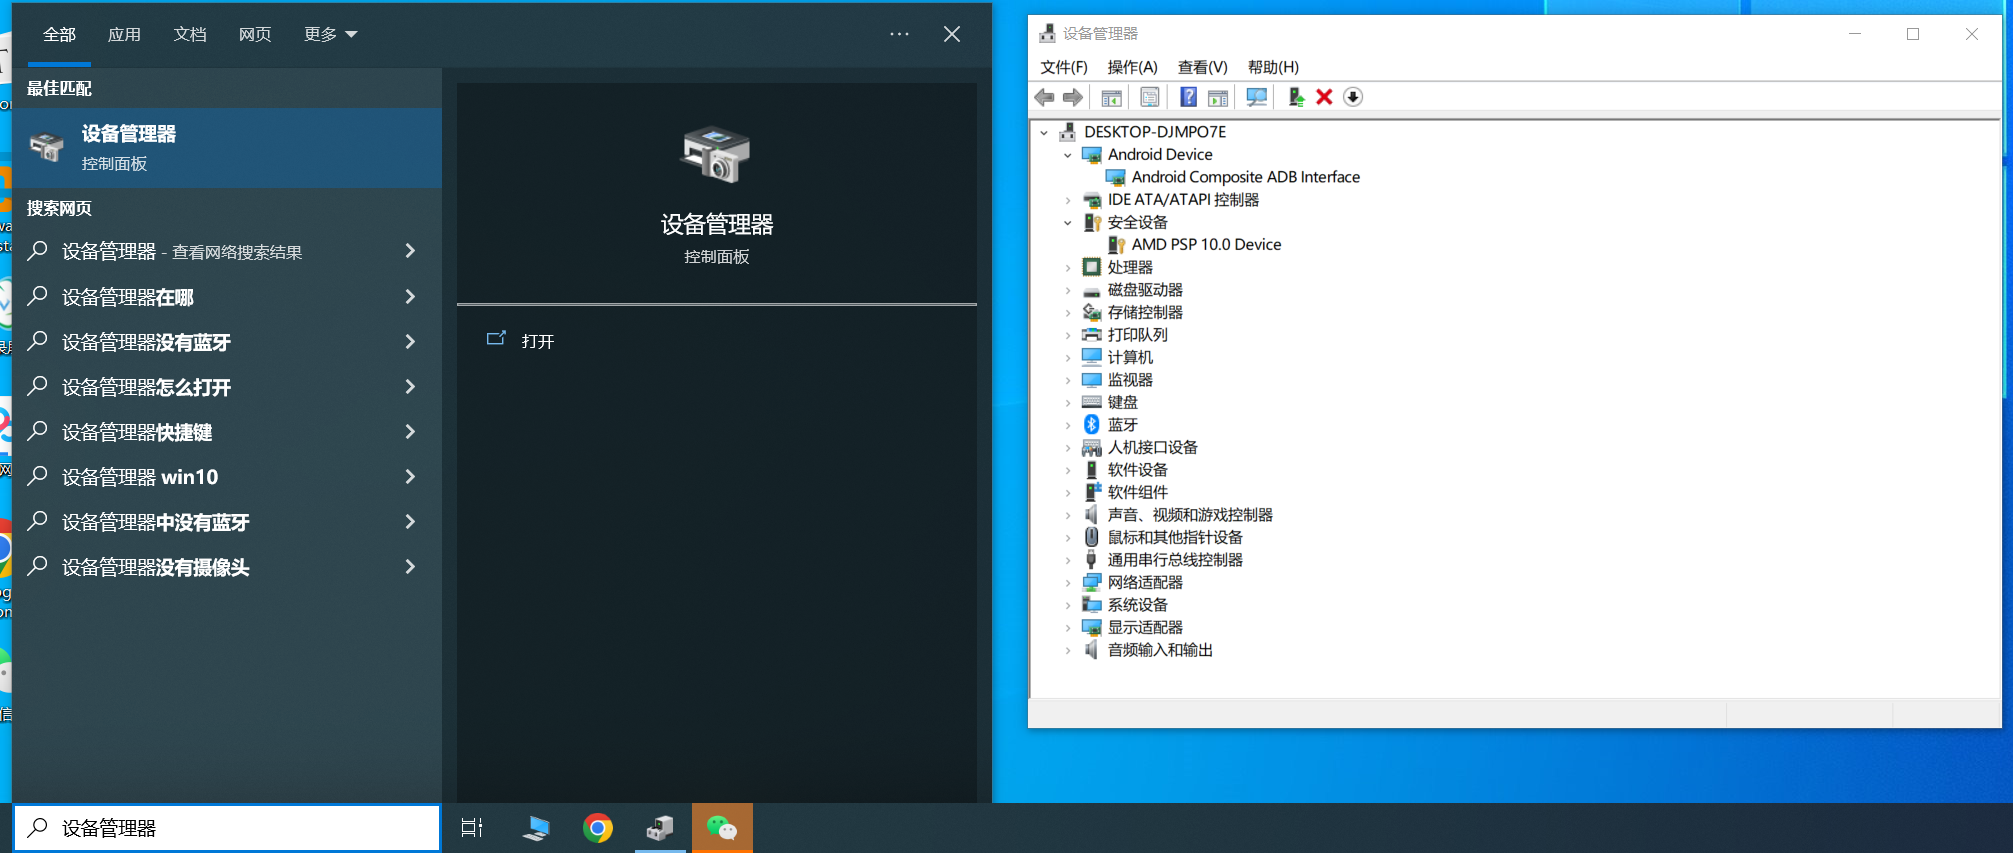 全部 应用 文档 网页 更多
最佳匹配
设备管理器
控制面板
搜索网页
设备管理器 - 查看网络搜索结果
设备管理器在哪
设备管理器没有蓝牙
设备管理器怎么打开
设备管理器快捷键
设备管理器 win10
设备管理器中没有蓝牙
设备管理器没有摄像头
设备管理器
控制面板
打开
设备管理器
设备管理器
文件(F) 操作(A) 查看(V) 帮助(H)
DESKTOP-DJMPO7E
Android Device
Android Composite ADB Interface
IDE ATA/ATAPI 控制器
安全设备
AMD PSP 10.0 Device
处理器
磁盘驱动器
存储控制器
打印队列
计算机
监视器
键盘
蓝牙
人机接口设备
软件设备
软件组件
声音、视频和游戏控制器
鼠标和其他指针设备
通用串行总线控制器
网络适配器
系统设备
显示适配器
音频输入和输出